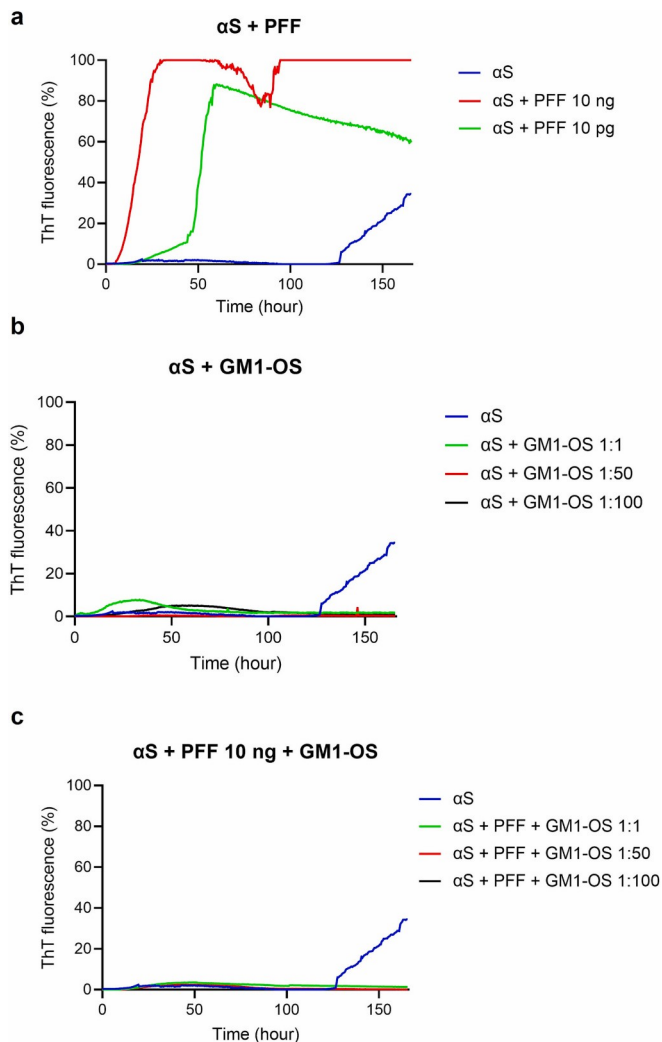 a
αS + PFF
ThT fluorescence (%)
100
80
60
40
20
0
0 50 100 150
Time (hour)
αS
αS + PFF 10 ng
αS + PFF 10 pg
b
αS + GM1-OS
ThT fluorescence (%)
100
80
60
40
20
0
0 50 100 150
Time (hour)
αS
αS + GM1-OS 1:1
αS + GM1-OS 1:50
αS + GM1-OS 1:100
c
αS + PFF 10 ng + GM1-OS
ThT fluorescence (%)
100
80
60
40
20
0
0 50 100 150
Time (hour)
αS
αS + PFF + GM1-OS 1:1
αS + PFF + GM1-OS 1:50
αS + PFF + GM1-OS 1:100